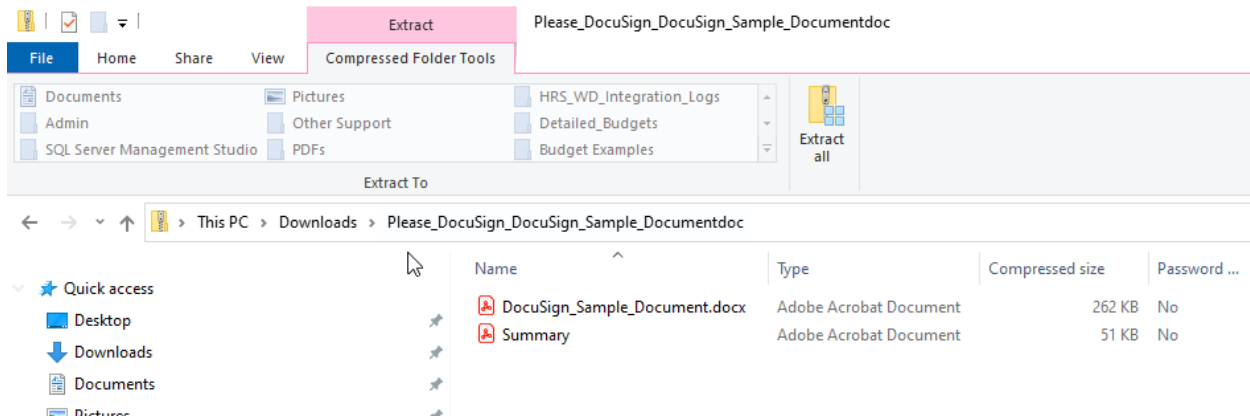 Extract
Please_DocuSign_DocuSign_Sample_Documentdoc
File Home Share View Compressed Folder Tools
Documents Pictures HRS_WD_Integration_Logs
Admin Other Support Detailed_Budgets
SQL Server Management Studio PDFs Budget Examples
Extract all
Extract To
This PC > Downloads > Please_DocuSign_DocuSign_Sample_Documentdoc
Name Type Compressed size Password ...
Quick access
DocuSign_Sample_Document.docx Adobe Acrobat Document 262 KB No
Desktop
Summary Adobe Acrobat Document 51 KB No
Downloads
Documents
Pictures